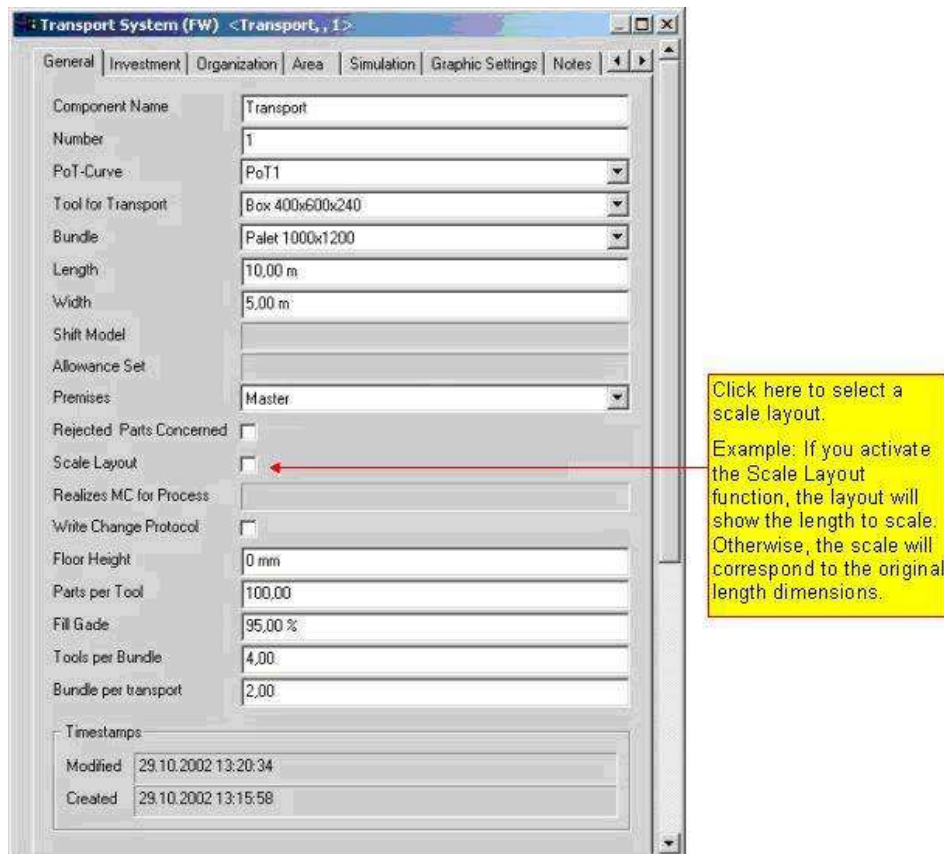 Transport System (FW) <Transport, , 1>
General Investment Organization Area Simulation Graphic Settings Notes
Component Name Transport
Number 1
PoT-Curve PoT1
Tool for Transport Box 400x600x240
Bundle Palet 1000x1200
Length 10,00 m
Width 5,00 m
Shift Model
Allowance Set
Premises Master
Rejected Parts Concerned
Scale Layout
Realizes MC for Process
Write Change Protocol
Floor Height 0 mm
Parts per Tool 100,00
Fill Gade 95,00 %
Tools per Bundle 4,00
Bundle per transport 2,00
Timestamps
Modified 29.10.2002 13:20:34
Created 29.10.2002 13:15:58
Click here to select a
scale layout.
Example: If you activate
the Scale Layout
function, the layout will
show the length to scale.
Otherwise, the scale will
correspond to the original
length dimensions.